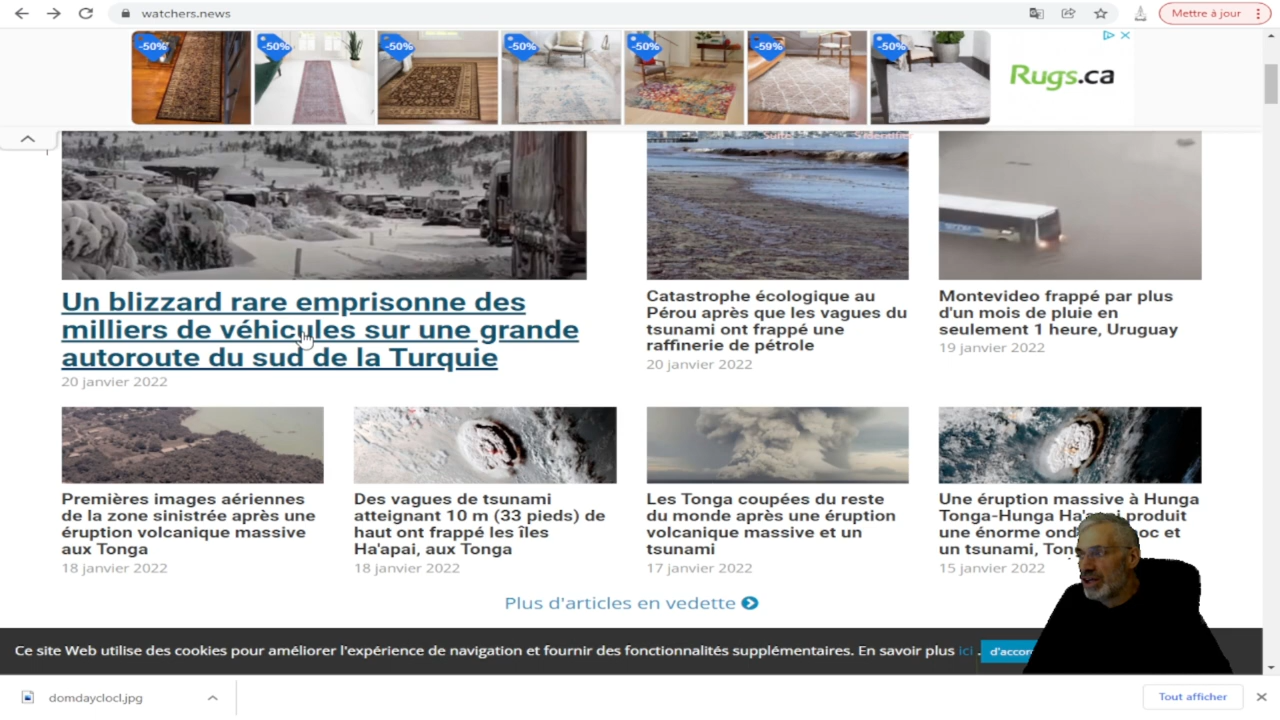 watchers.news
Mettre à jour
-50%
-50%
-50%
-50%
-50%
-59%
-50%
Rugs.ca
Un blizzard rare emprisonne des
milliers de véhicules sur une grande
autoroute du sud de la Turquie
20 janvier 2022
Catastrophe écologique au
Pérou après que les vagues du
tsunami ont frappé une
raffinerie de pétrole
20 janvier 2022
Montevideo frappé par plus
d'un mois de pluie en
seulement 1 heure, Uruguay
19 janvier 2022
Premières images aériennes
de la zone sinistrée après une
éruption volcanique massive
aux Tonga
18 janvier 2022
Des vagues de tsunami
atteignant 10 m (33 pieds) de
haut ont frappé les îles
Ha'apai, aux Tonga
18 janvier 2022
Les Tonga coupées du reste
du monde après une éruption
volcanique massive et un
tsunami
17 janvier 2022
Une éruption massive à Hunga
Tonga-Hunga Ha'apai produit
une énorme
un tsunami,
15 janvier 2022
Plus d'articles en vedette
Ce site Web utilise des cookies pour améliorer l'expérience de navigation et fournir des fonctionnalités supplémentaires. En savoir plus ici .
domdayclocl.jpg
Tout afficher